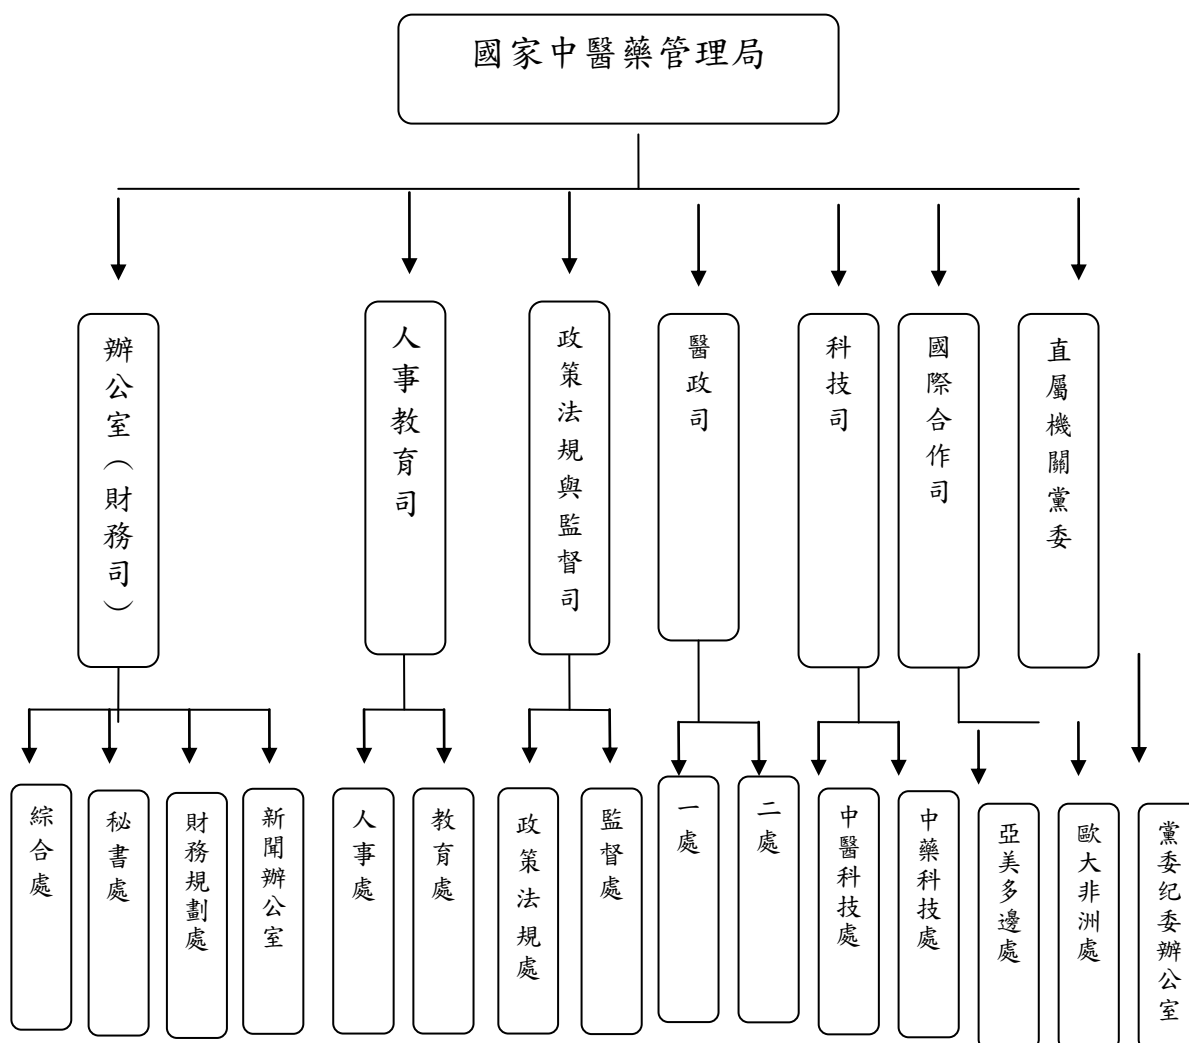 國家中醫藥管理局
辦公室（財務司）
人事教育司
政策法規與監督司
醫政司
科技司
國際合作司
直屬機關黨委
綜合處
秘書處
財務規劃處
新聞辦公室
人事處
教育處
政策法規處
監督處
一處
二處
中醫科技處
中藥科技處
亞美多邊處
歐大非洲處
黨委纪委辦公室